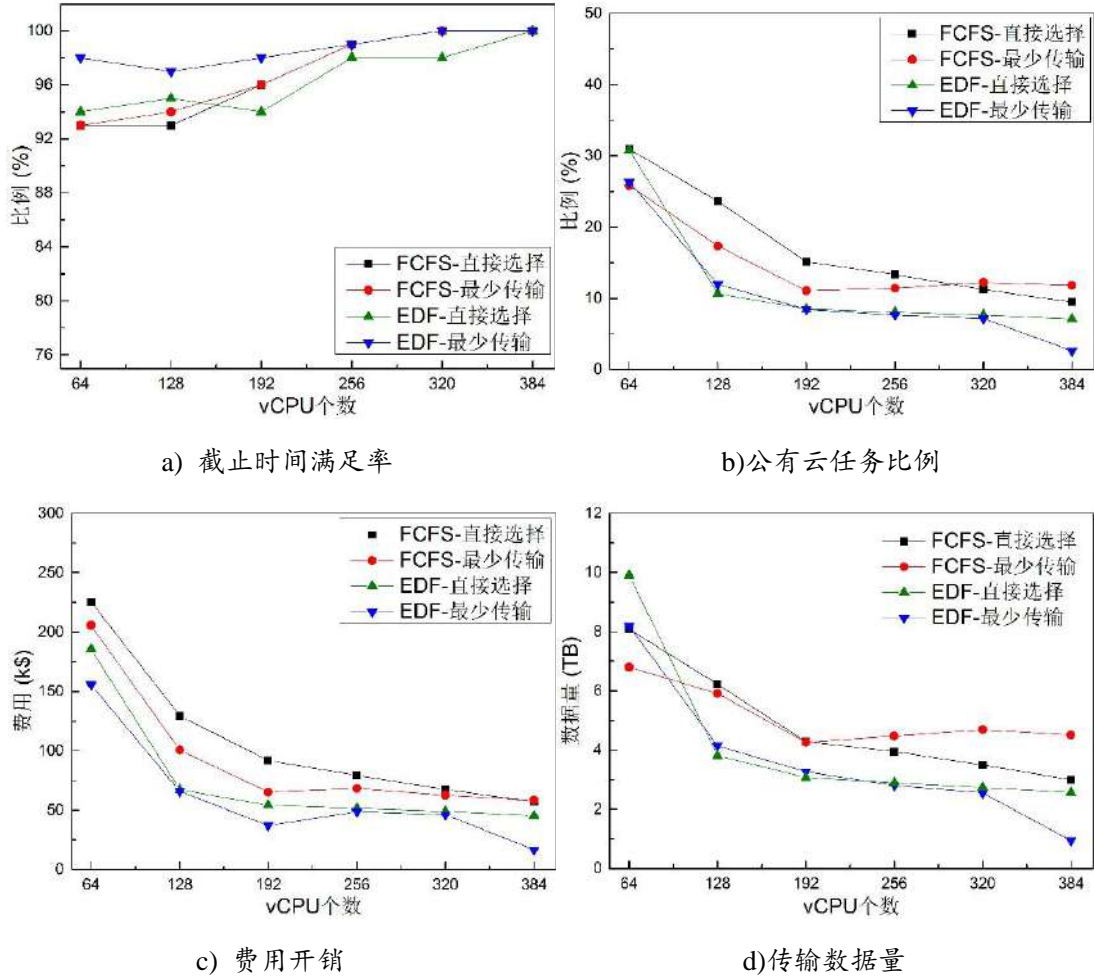 100
96
92
88
84
80
76
比例 (%)
FCFS-直接选择
FCFS-最少传输
EDF-直接选择
EDF-最少传输
64 128 192 256 320 384
vCPU个数
a) 截止时间满足率
50
40
30
20
10
0
比例 (%)
FCFS-直接选择
FCFS-最少传输
EDF-直接选择
EDF-最少传输
64 128 192 256 320 384
vCPU个数
b)公有云任务比例
300
250
200
150
100
50
0
费用 (k$)
FCFS-直接选择
FCFS-最少传输
EDF-直接选择
EDF-最少传输
64 128 192 256 320 384
vCPU个数
c) 费用开销
12
10
8
6
4
2
0
数据量 (TB)
FCFS-直接选择
FCFS-最少传输
EDF-直接选择
EDF-最少传输
64 128 192 256 320 384
vCPU个数
d)传输数据量